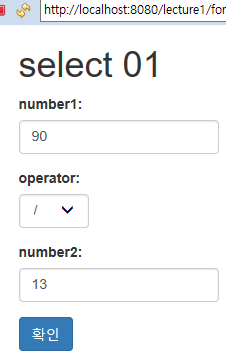 http://localhost:8080/lecture1/for
select 01
number1:
90
operator:
/
number2:
13
확인